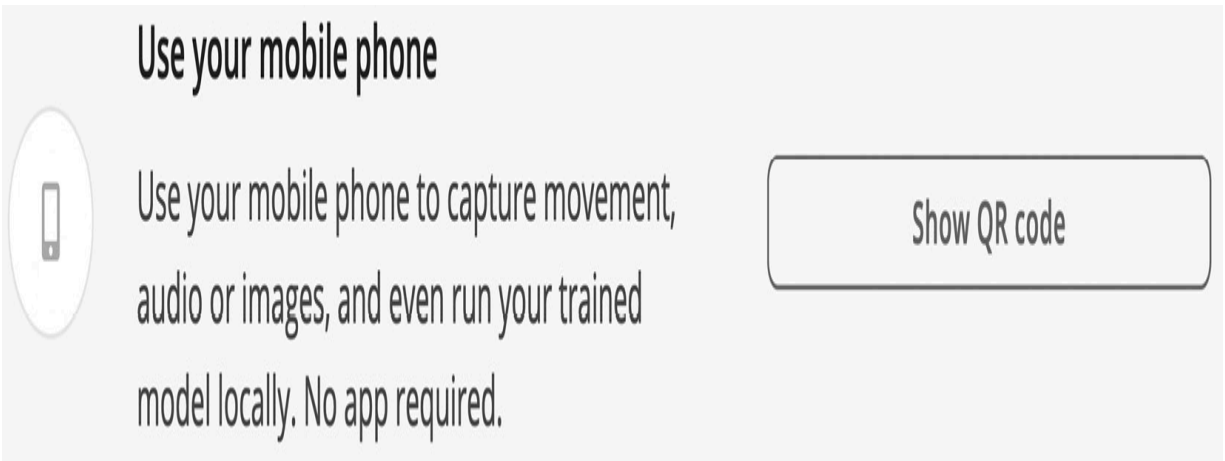 Use your mobile phone
Use your mobile phone to capture movement,
audio or images, and even run your trained
model locally. No app required.
Show QR code